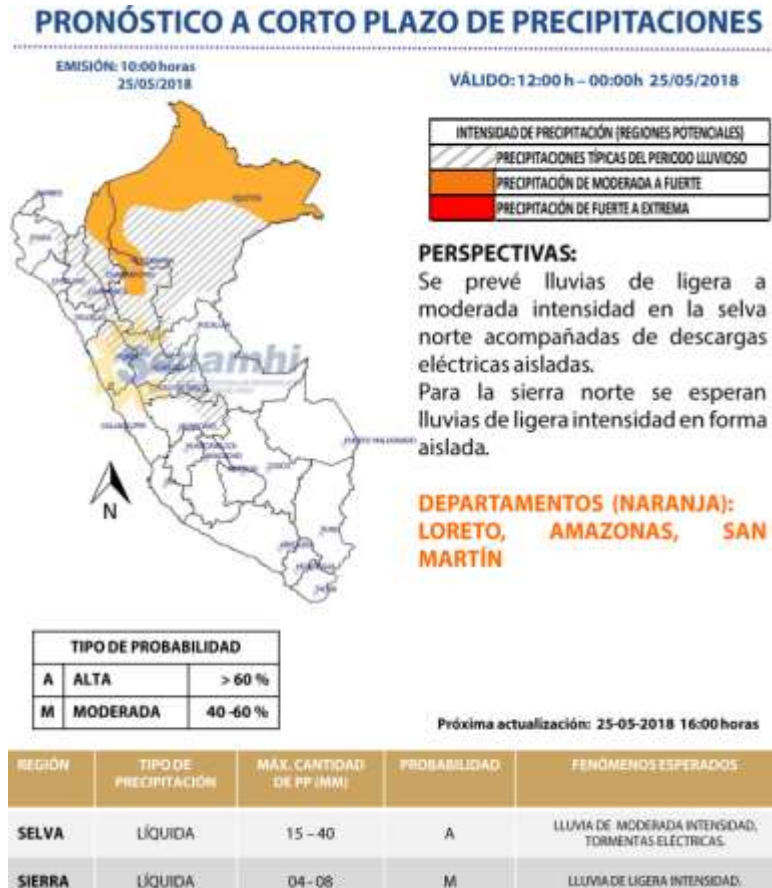 PRONÓSTICO A CORTO PLAZO DE PRECIPITACIONES
EMISIÓN: 10:00 horas
25/05/2018
VÁLIDO: 12:00 h – 00:00h 25/05/2018
INTENSIDAD DE PRECIPITACIÓN (REGIONES POTENCIALES)
PRECIPITACIONES TÍPICAS DEL PERIODO LLUVIOSO
PRECIPITACIÓN DE MODERADA A FUERTE
PRECIPITACIÓN DE FUERTE A EXTREMA
PERSPECTIVAS:
Se prevé lluvias de ligera a
moderada intensidad en la selva
norte acompañadas de descargas
eléctricas aisladas.
Para la sierra norte se esperan
lluvias de ligera intensidad en forma
aislada.
Senamhi
PUERTO MALDONADO
N
DEPARTAMENTOS (NARANJA):
LORETO, AMAZONAS, SAN
MARTÍN
TIPO DE PROBABILIDAD
A ALTA > 60 %
M MODERADA 40 -60 %
Próxima actualización: 25-05-2018 16:00 horas
REGIÓN TIPO DE PRECIPITACIÓN MÁX. CANTIDAD DE PP (MM) PROBABILIDAD FENÓMENOS ESPERADOS
SELVA LÍQUIDA 15 – 40 A LLUVIA DE MODERADA INTENSIDAD,
TORMENTAS ELÉCTRICAS.
SIERRA LÍQUIDA 04 - 08 M LLUVIA DE LIGERA INTENSIDAD.